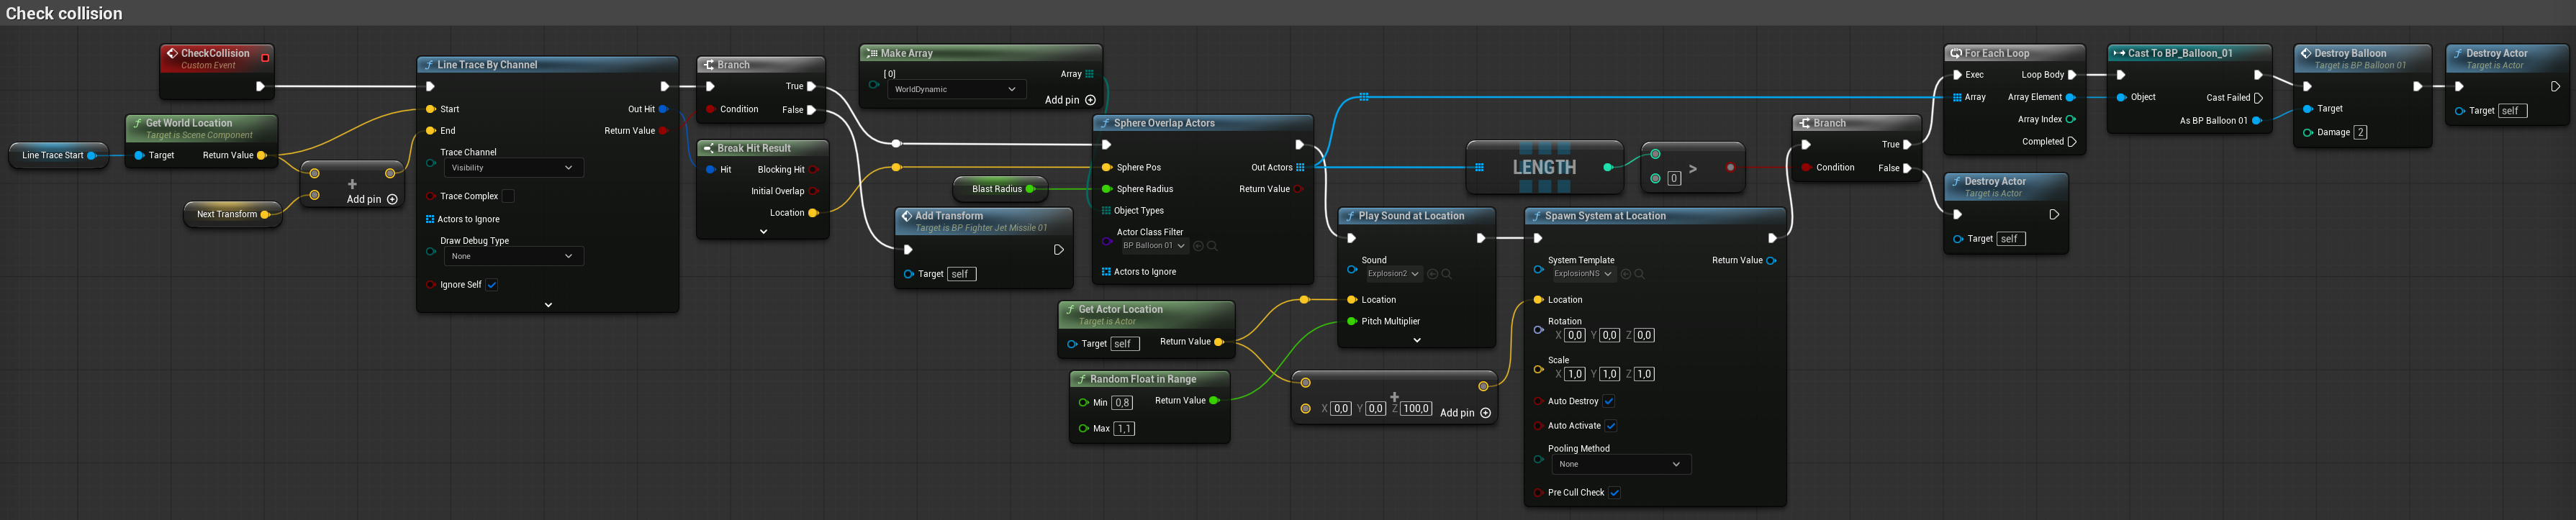 Check collision
CheckCollision
Custom Event
Line Trace Start
Get World Location
Target is Scene Component
Target
Return Value
Next Transform
+
Add pin
Line Trace By Channel
Start
Out Hit
End
Return Value
Trace Channel
Visibility
Trace Complex
Actors to Ignore
Draw Debug Type
None
Ignore Self
Branch
True
Condition
False
Break Hit Result
Hit
Blocking Hit
Initial Overlap
Location
Make Array
[0]
Array
WorldDynamic
Add pin
Add Transform
Target is BP Fighter Jet Missile 01
Target self
Blast Radius
Sphere Overlap Actors
Sphere Pos
Out Actors
Sphere Radius
Return Value
Object Types
Actor Class Filter
BP Balloon 01
Actors to Ignore
Get Actor Location
Target is Actor
Target self
Return Value
Random Float in Range
Min 0,8
Return Value
Max 1,1
Play Sound at Location
Sound
Explosion2
Location
Pitch Multiplier
+
X 0,0 Y 0,0 Z 100,0
Add pin
LENGTH
0
>
Spawn System at Location
System Template
Return Value
ExplosionNS
Location
Rotation
X 0,0 Y 0,0 Z 0,0
Scale
X 1,0 Y 1,0 Z 1,0
Auto Destroy
Auto Activate
Pooling Method
None
Pre Cull Check
Branch
True
Condition
False
For Each Loop
Exec
Loop Body
Array
Array Element
Array Index
Completed
Destroy Actor
Target is Actor
Target self
Cast To BP_Balloon_01
Object
Cast Failed
As BP Balloon 01
Destroy Balloon
Target is BP Balloon 01
Target
Damage 2
Destroy Actor
Target is Actor
Target self